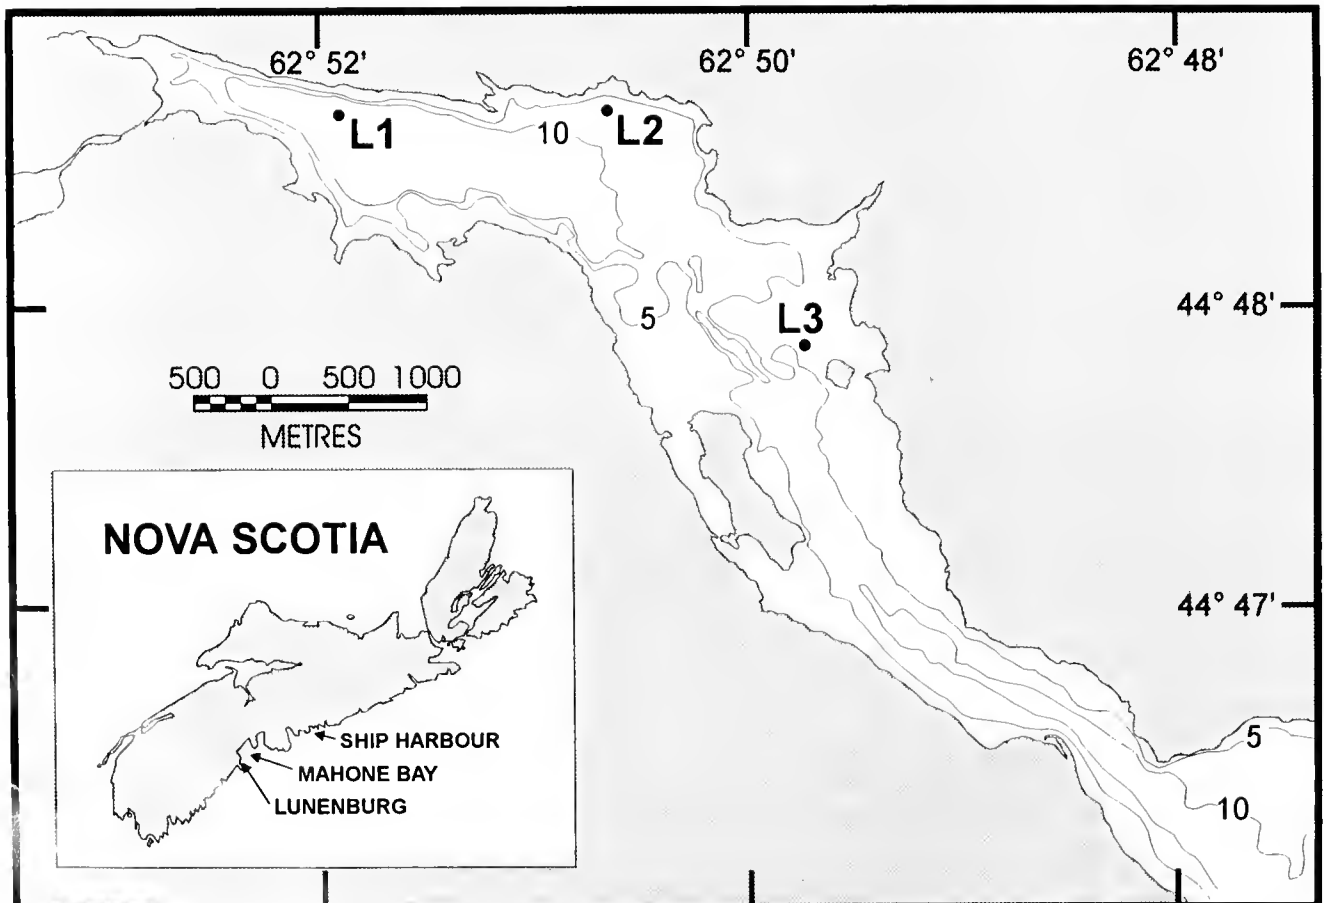 62° 52'
62° 50'
62° 48'
L1
10
L2
44° 48'
5
L3
500 0 500 1000
METRES
NOVA SCOTIA
44° 47'
SHIP HARBOUR
MAHONE BAY
LUNENBURG
5
10